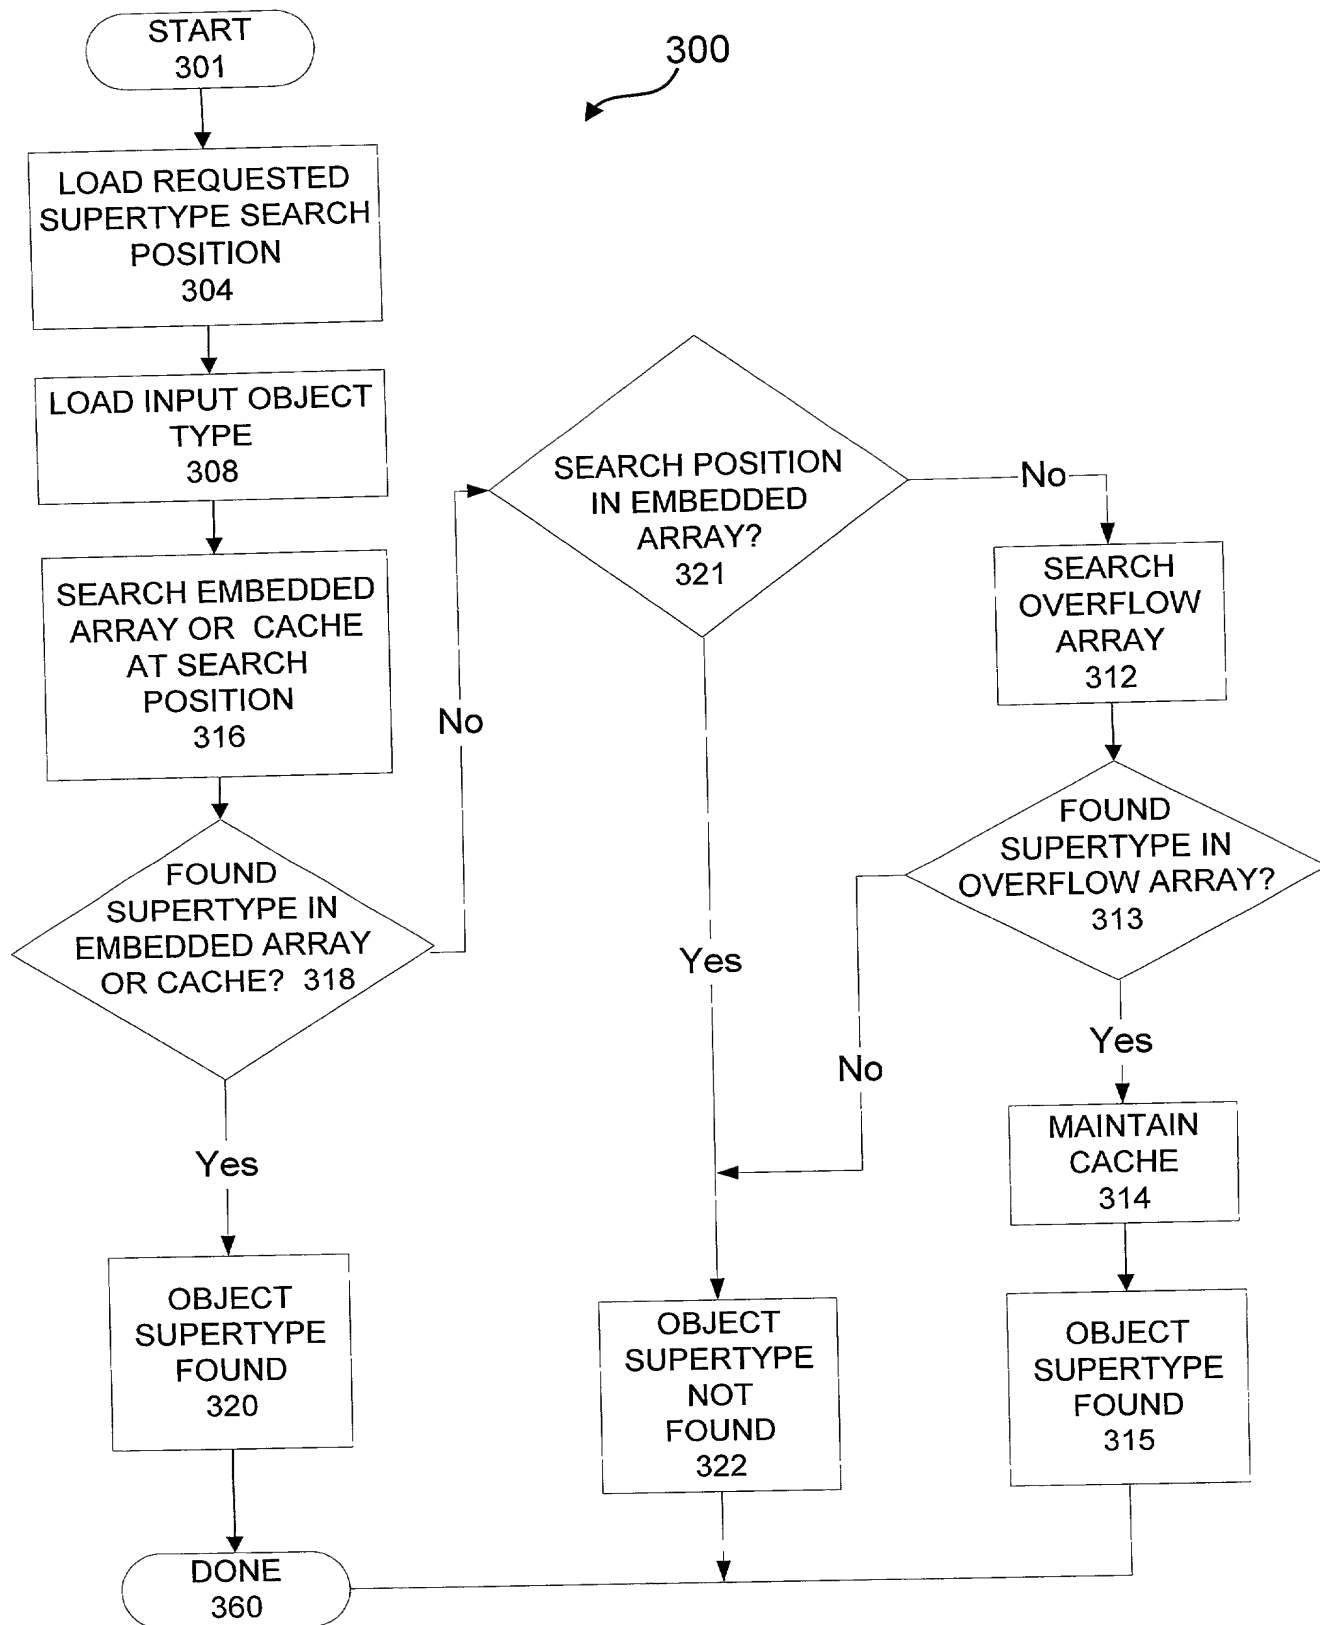 START
301
300
LOAD REQUESTED
SUPERTYPE SEARCH
POSITION
304
LOAD INPUT OBJECT
TYPE
308
SEARCH EMBEDDED
ARRAY OR CACHE
AT SEARCH
POSITION
316
FOUND
SUPERTYPE IN
EMBEDDED ARRAY
OR CACHE? 318
No
Yes
OBJECT
SUPERTYPE
FOUND
320
DONE
360
SEARCH POSITION
IN EMBEDDED
ARRAY?
321
No
Yes
SEARCH
OVERFLOW
ARRAY
312
FOUND
SUPERTYPE IN
OVERFLOW ARRAY?
313
No
Yes
MAINTAIN
CACHE
314
OBJECT
SUPERTYPE
NOT
FOUND
322
OBJECT
SUPERTYPE
FOUND
315